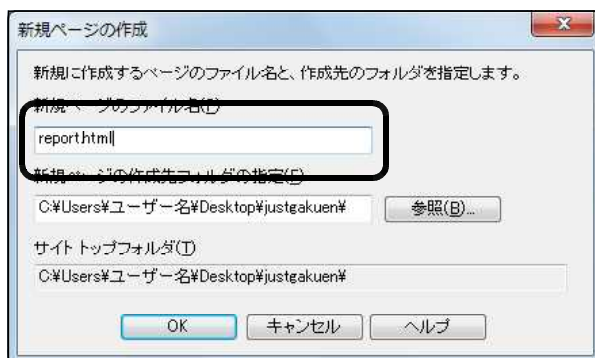 新規ページの作成
新規に作成するページのファイル名と、作成先のフォルダを指定します。
新規ページのファイル名(F)
report.html
新規ページの作成先フォルダの指定(F)
C:¥Users¥ユーザー名¥Desktop¥justgakuen¥
参照(B)...
サイトトップフォルダ(T)
C:¥Users¥ユーザー名¥Desktop¥justgakuen¥
OK キャンセル ヘルプ